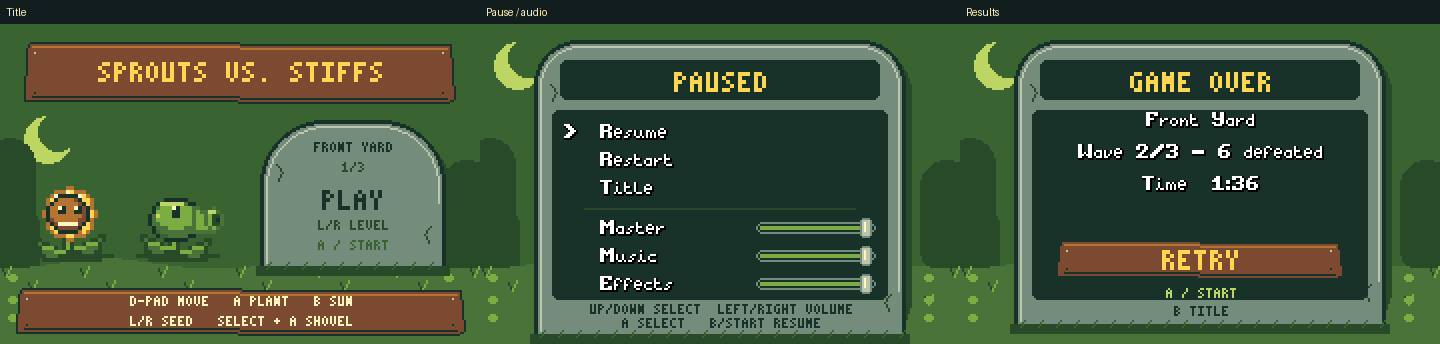 Title
SPROUTS VS. STIFFS
FRONT YARD
1/3
PLAY
L/R LEVEL
A / START
D-PAD MOVE A PLANT B SUN
L/R SEED SELECT + A SHOVEL
Pause / audio
PAUSED
Resume
Restart
Title
Master
Music
Effects
UP/DOWN SELECT LEFT/RIGHT VOLUME
A SELECT B/START RESUME
Results
GAME OVER
Front Yard
Wave 2/3 - 6 defeated
Time 1:36
RETRY
A / START
B TITLE